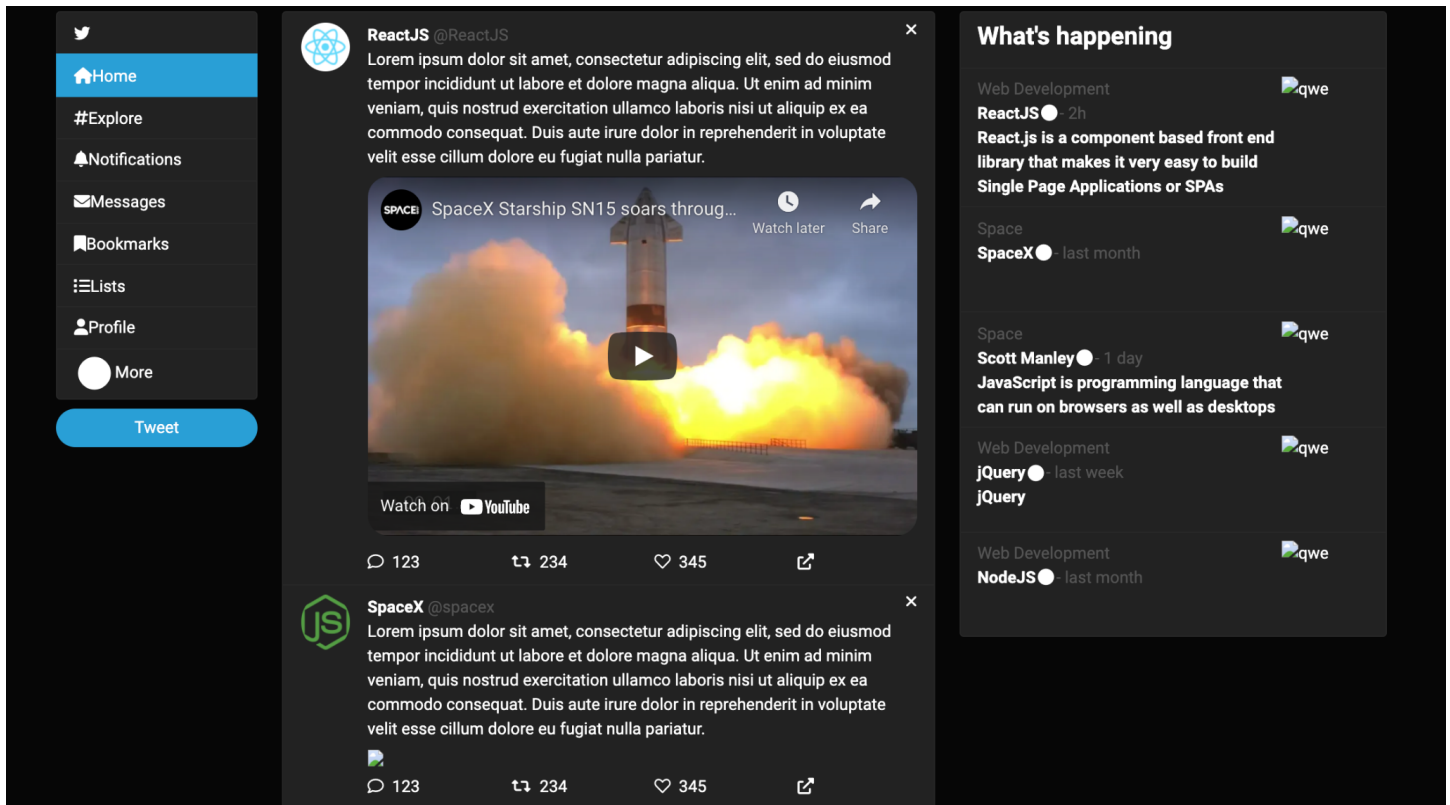 Home
#Explore
Notifications
Messages
Bookmarks
Lists
Profile
More
Tweet
ReactJS @ReactJS
Lorem ipsum dolor sit amet, consectetur adipiscing elit, sed do eiusmod
tempor incididunt ut labore et dolore magna aliqua. Ut enim ad minim
veniam, quis nostrud exercitation ullamco laboris nisi ut aliquip ex ea
commodo consequat. Duis aute irure dolor in reprehenderit in voluptate
velit esse cillum dolore eu fugiat nulla pariatur.
SPACEX SpaceX Starship SN15 soars throug...
Watch later Share
Watch on YouTube
123 234 345
JS
SpaceX @spacex
Lorem ipsum dolor sit amet, consectetur adipiscing elit, sed do eiusmod
tempor incididunt ut labore et dolore magna aliqua. Ut enim ad minim
veniam, quis nostrud exercitation ullamco laboris nisi ut aliquip ex ea
commodo consequat. Duis aute irure dolor in reprehenderit in voluptate
velit esse cillum dolore eu fugiat nulla pariatur.
123 234 345
What's happening
Web Development qwe
ReactJS - 2h
React.js is a component based front end
library that makes it very easy to build
Single Page Applications or SPAs
Space qwe
SpaceX - last month
Space qwe
Scott Manley - 1 day
JavaScript is programming language that
can run on browsers as well as desktops
Web Development qwe
jQuery - last week
jQuery
Web Development qwe
NodeJS - last month